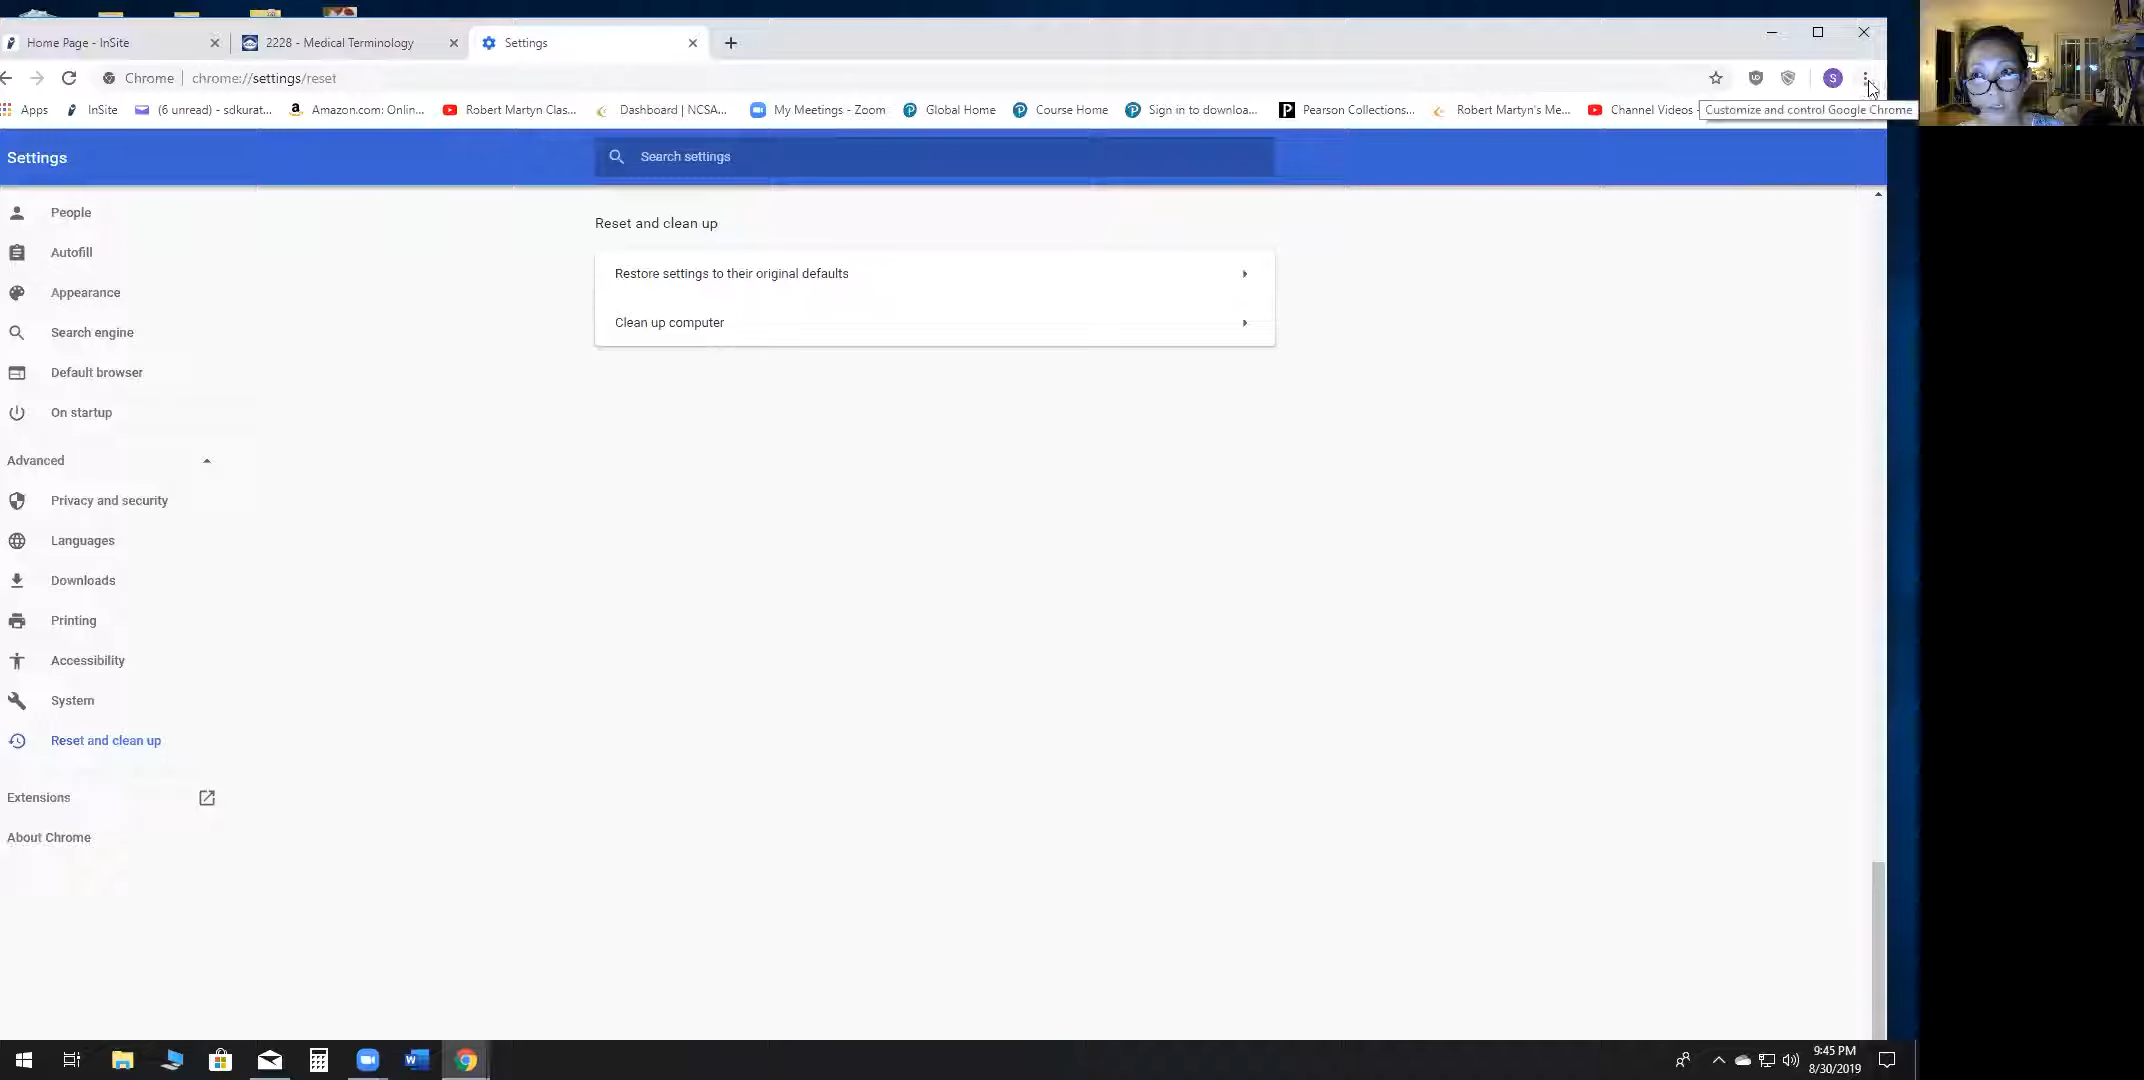 Home Page - InSite
2228 - Medical Terminology
Settings
Chrome
chrome://settings/reset
S
Apps
InSite
(6 unread) - sdkurat...
Amazon.com: Onlin...
Robert Martyn Clas...
Dashboard | NCSA...
My Meetings - Zoom
Global Home
Course Home
Sign in to downloa...
Pearson Collections...
Robert Martyn's Me...
Channel Videos -
Customize and control Google Chrome
Settings
Search settings
People
Autofill
Appearance
Search engine
Default browser
On startup
Advanced
Privacy and security
Languages
Downloads
Printing
Accessibility
System
Reset and clean up
Extensions
About Chrome
Reset and clean up
Restore settings to their original defaults
Clean up computer
9:45 PM
8/30/2019